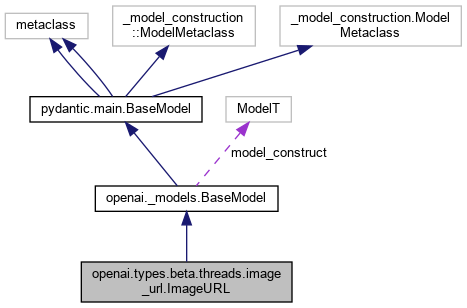 metaclass
_model_construction
::ModelMetaclass
_model_construction.Model
Metaclass
pydantic.main.BaseModel
ModelT
model_construct
openai._models.BaseModel
openai.types.beta.threads.image
_url.ImageURL